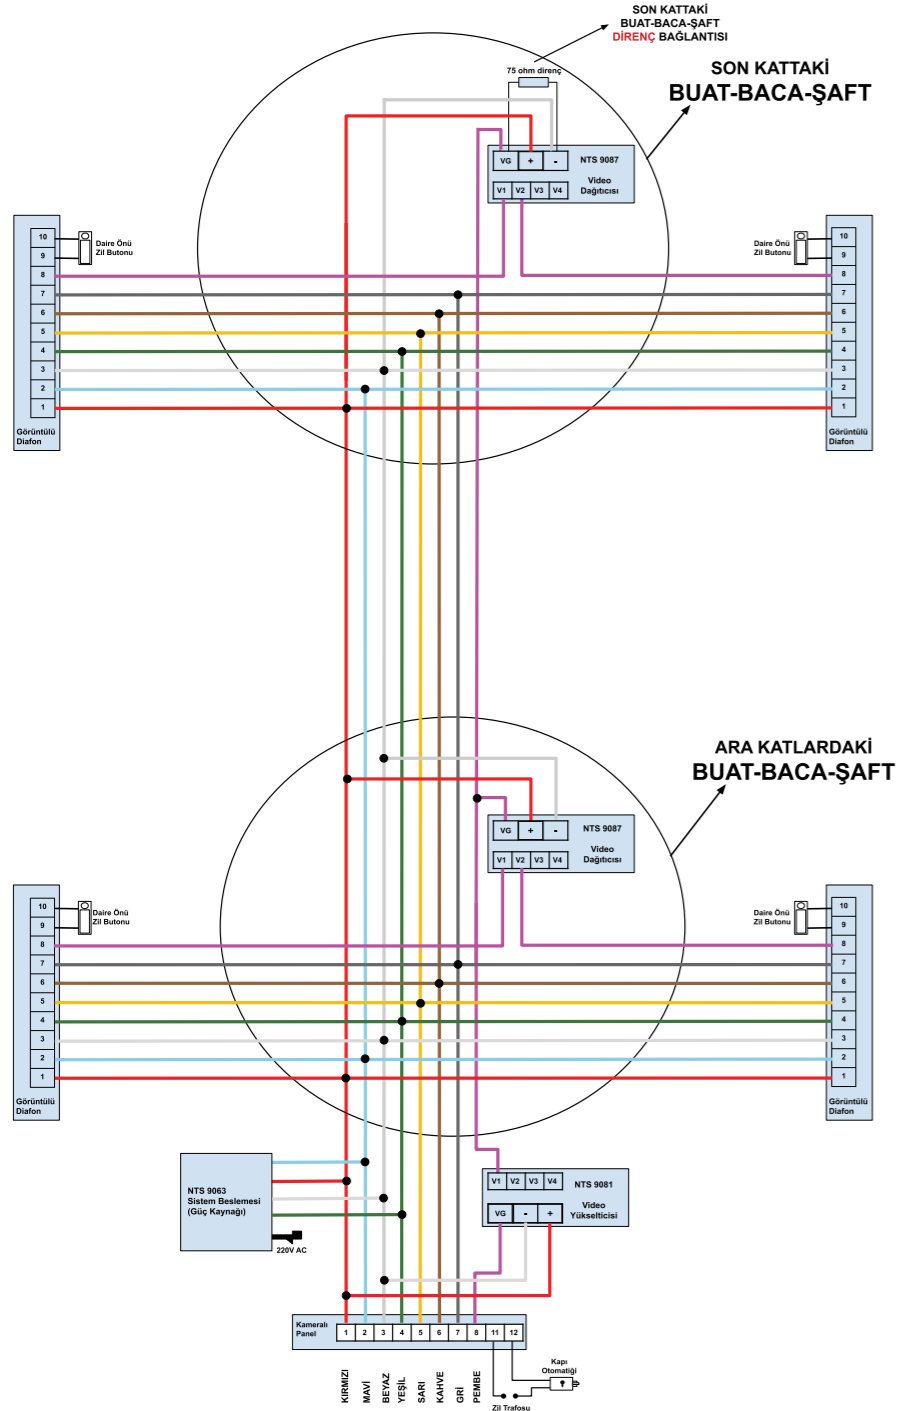 SON KATTAKİ
BUAT-BACA-ŞAFT
DİRENÇ BAĞLANTISI
75 ohm direnç
SON KATTAKİ
BUAT-BACA-ŞAFT
VG + -
NTS 9087
Video
Dağıtıcısı
V1 V2 V3 V4
10
9
8
7
6
5
4
3
2
1
Daire Önü
Zil Butonu
Görüntülü
Diafon
Daire Önü
Zil Butonu
10
9
8
7
6
5
4
3
2
1
Görüntülü
Diafon
ARA KATLARDAKİ
BUAT-BACA-ŞAFT
VG + -
NTS 9087
Video
Dağıtıcısı
V1 V2 V3 V4
10
9
8
7
6
5
4
3
2
1
Daire Önü
Zil Butonu
Görüntülü
Diafon
Daire Önü
Zil Butonu
10
9
8
7
6
5
4
3
2
1
Görüntülü
Diafon
NTS 9063
Sistem Beslemesi
(Güç Kaynağı)
220V AC
V1 V2 V3 V4
NTS 9081
Video
Yükselticisi
VG - +
Kameralı
Panel
1 2 3 4 5 6 7 8 11 12
KIRMIZI
MAVİ
BEYAZ
YEŞİL
SARI
KAHVE
GRİ
PEMBE
Kapı
Otomatiği
Zil Trafosu